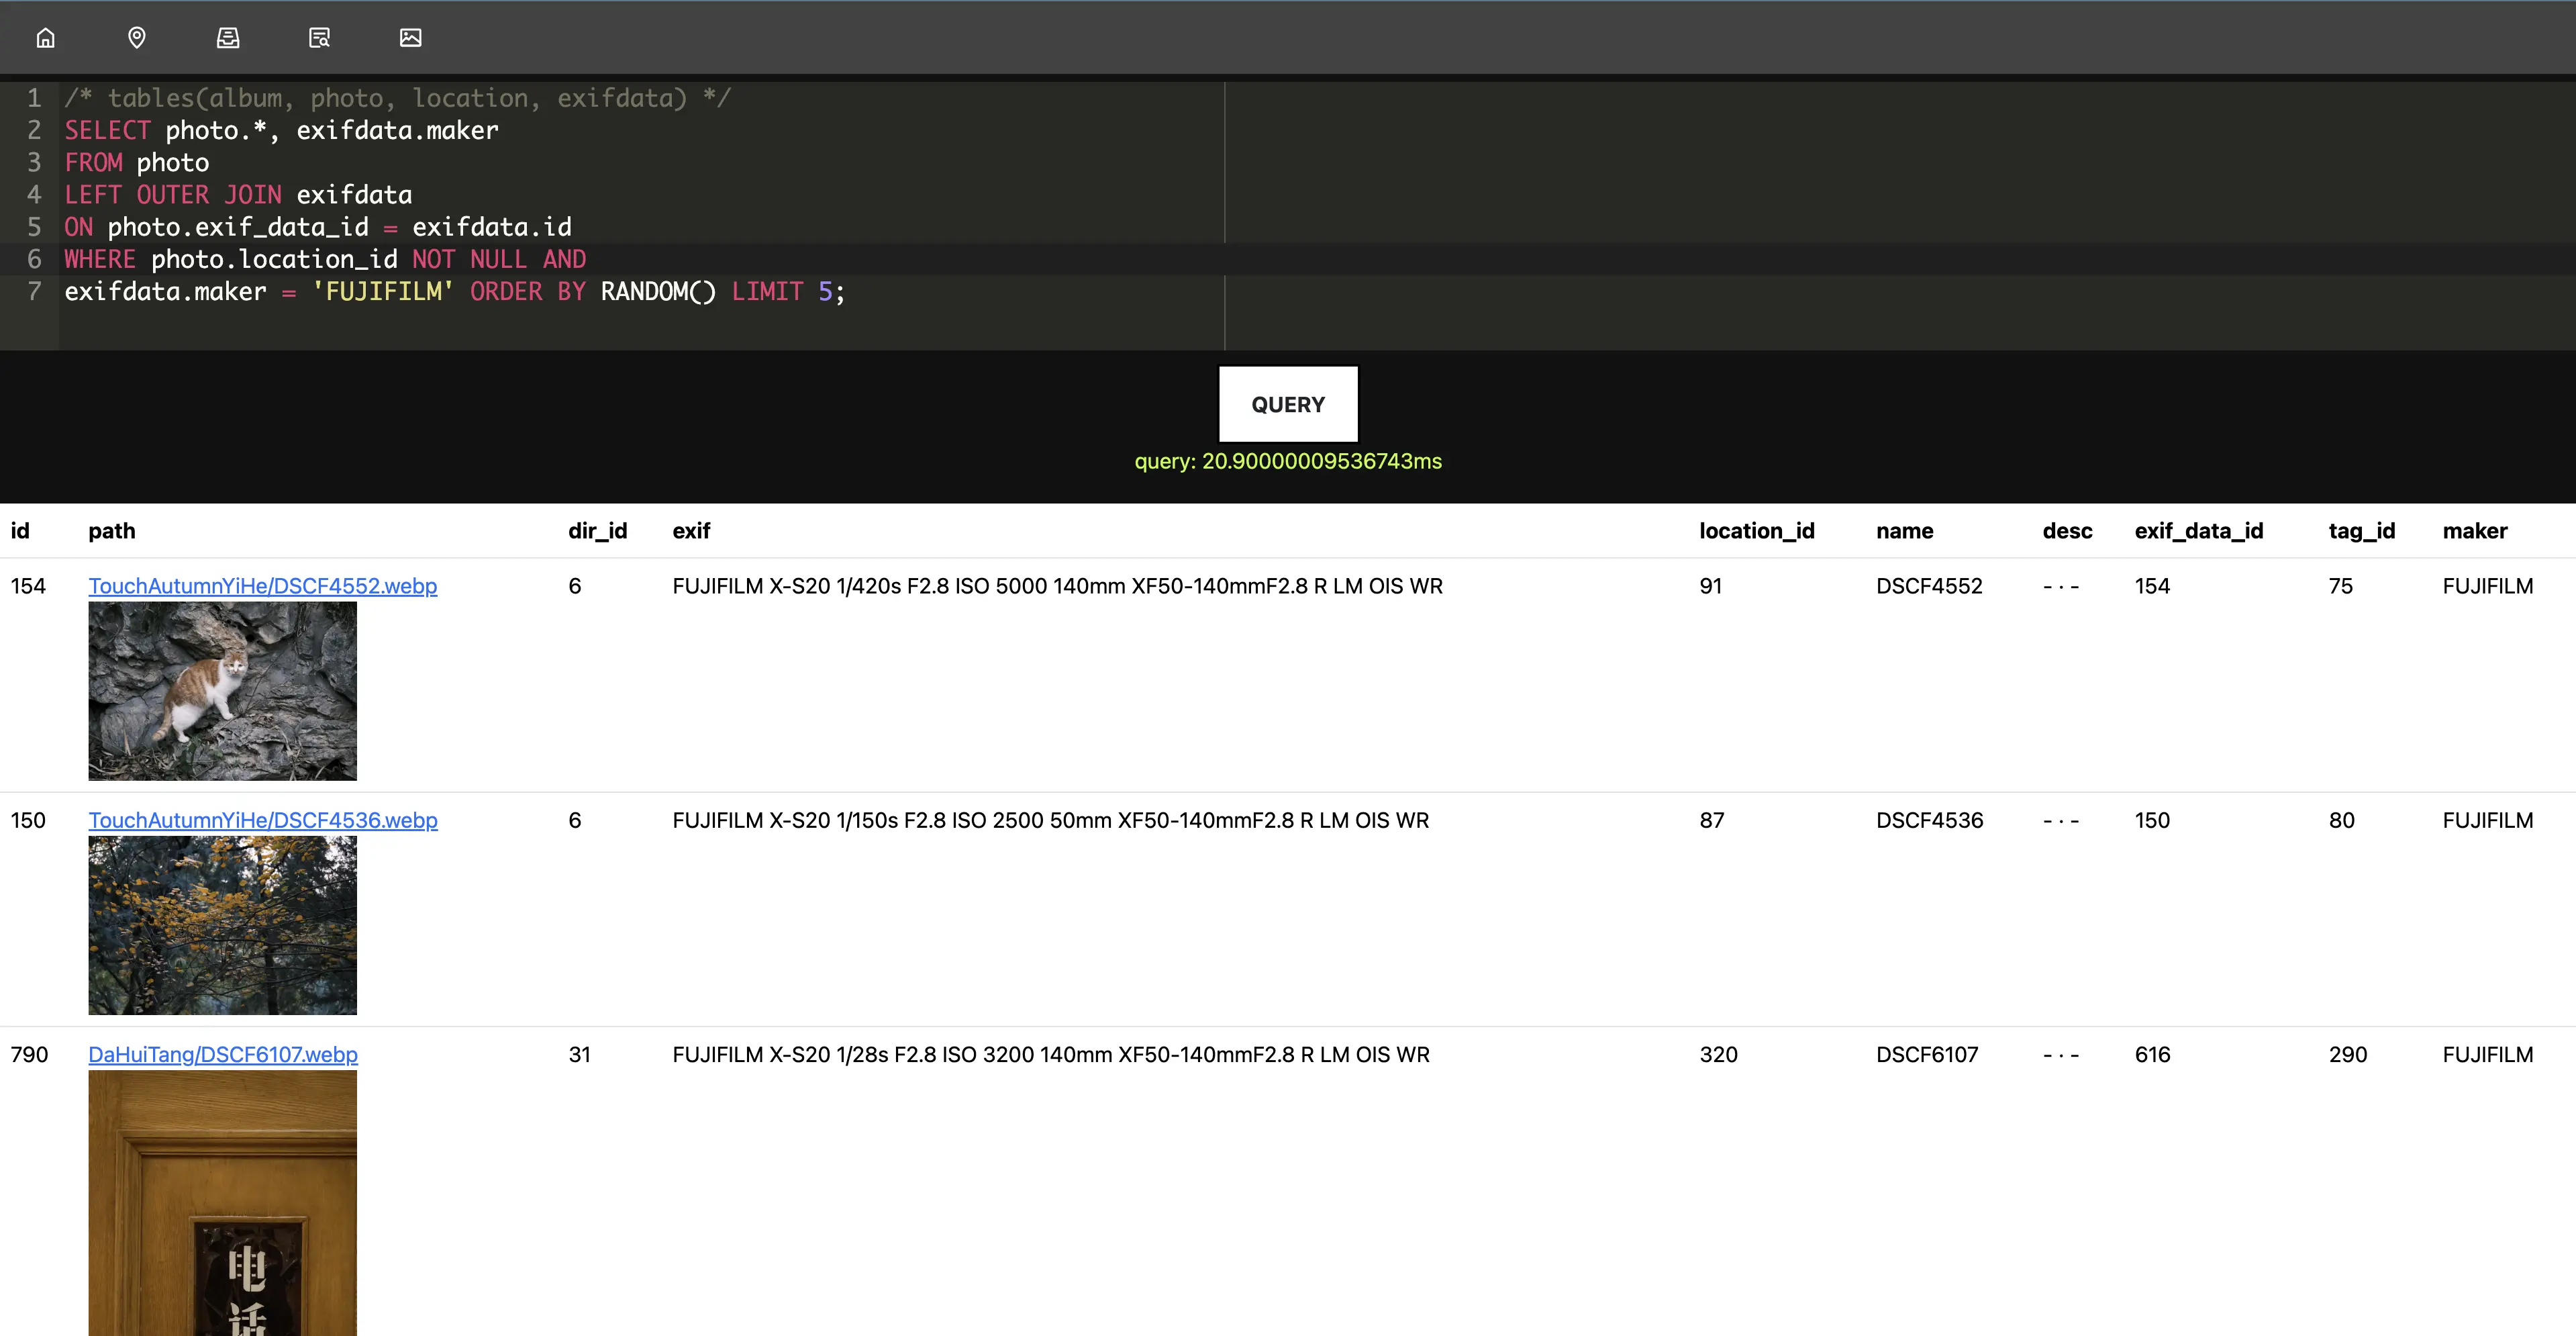 1 /* tables(album, photo, location, exifdata) */
2 SELECT photo.*, exifdata.maker
3 FROM photo
4 LEFT OUTER JOIN exifdata
5 ON photo.exif_data_id = exifdata.id
6 WHERE photo.location_id NOT NULL AND
7 exifdata.maker = 'FUJIFILM' ORDER BY RANDOM() LIMIT 5;
QUERY
query: 20.90000009536743ms
id path dir_id exif location_id name desc exif_data_id tag_id maker
154 TouchAutumnYiHe/DSCF4552.webp 6 FUJIFILM X-S20 1/420s F2.8 ISO 5000 140mm XF50-140mmF2.8 R LM OIS WR 91 DSCF4552 - · - 154 75 FUJIFILM
150 TouchAutumnYiHe/DSCF4536.webp 6 FUJIFILM X-S20 1/150s F2.8 ISO 2500 50mm XF50-140mmF2.8 R LM OIS WR 87 DSCF4536 - · - 150 80 FUJIFILM
790 DaHuiTang/DSCF6107.webp 31 FUJIFILM X-S20 1/28s F2.8 ISO 3200 140mm XF50-140mmF2.8 R LM OIS WR 320 DSCF6107 - · - 616 290 FUJIFILM
电话